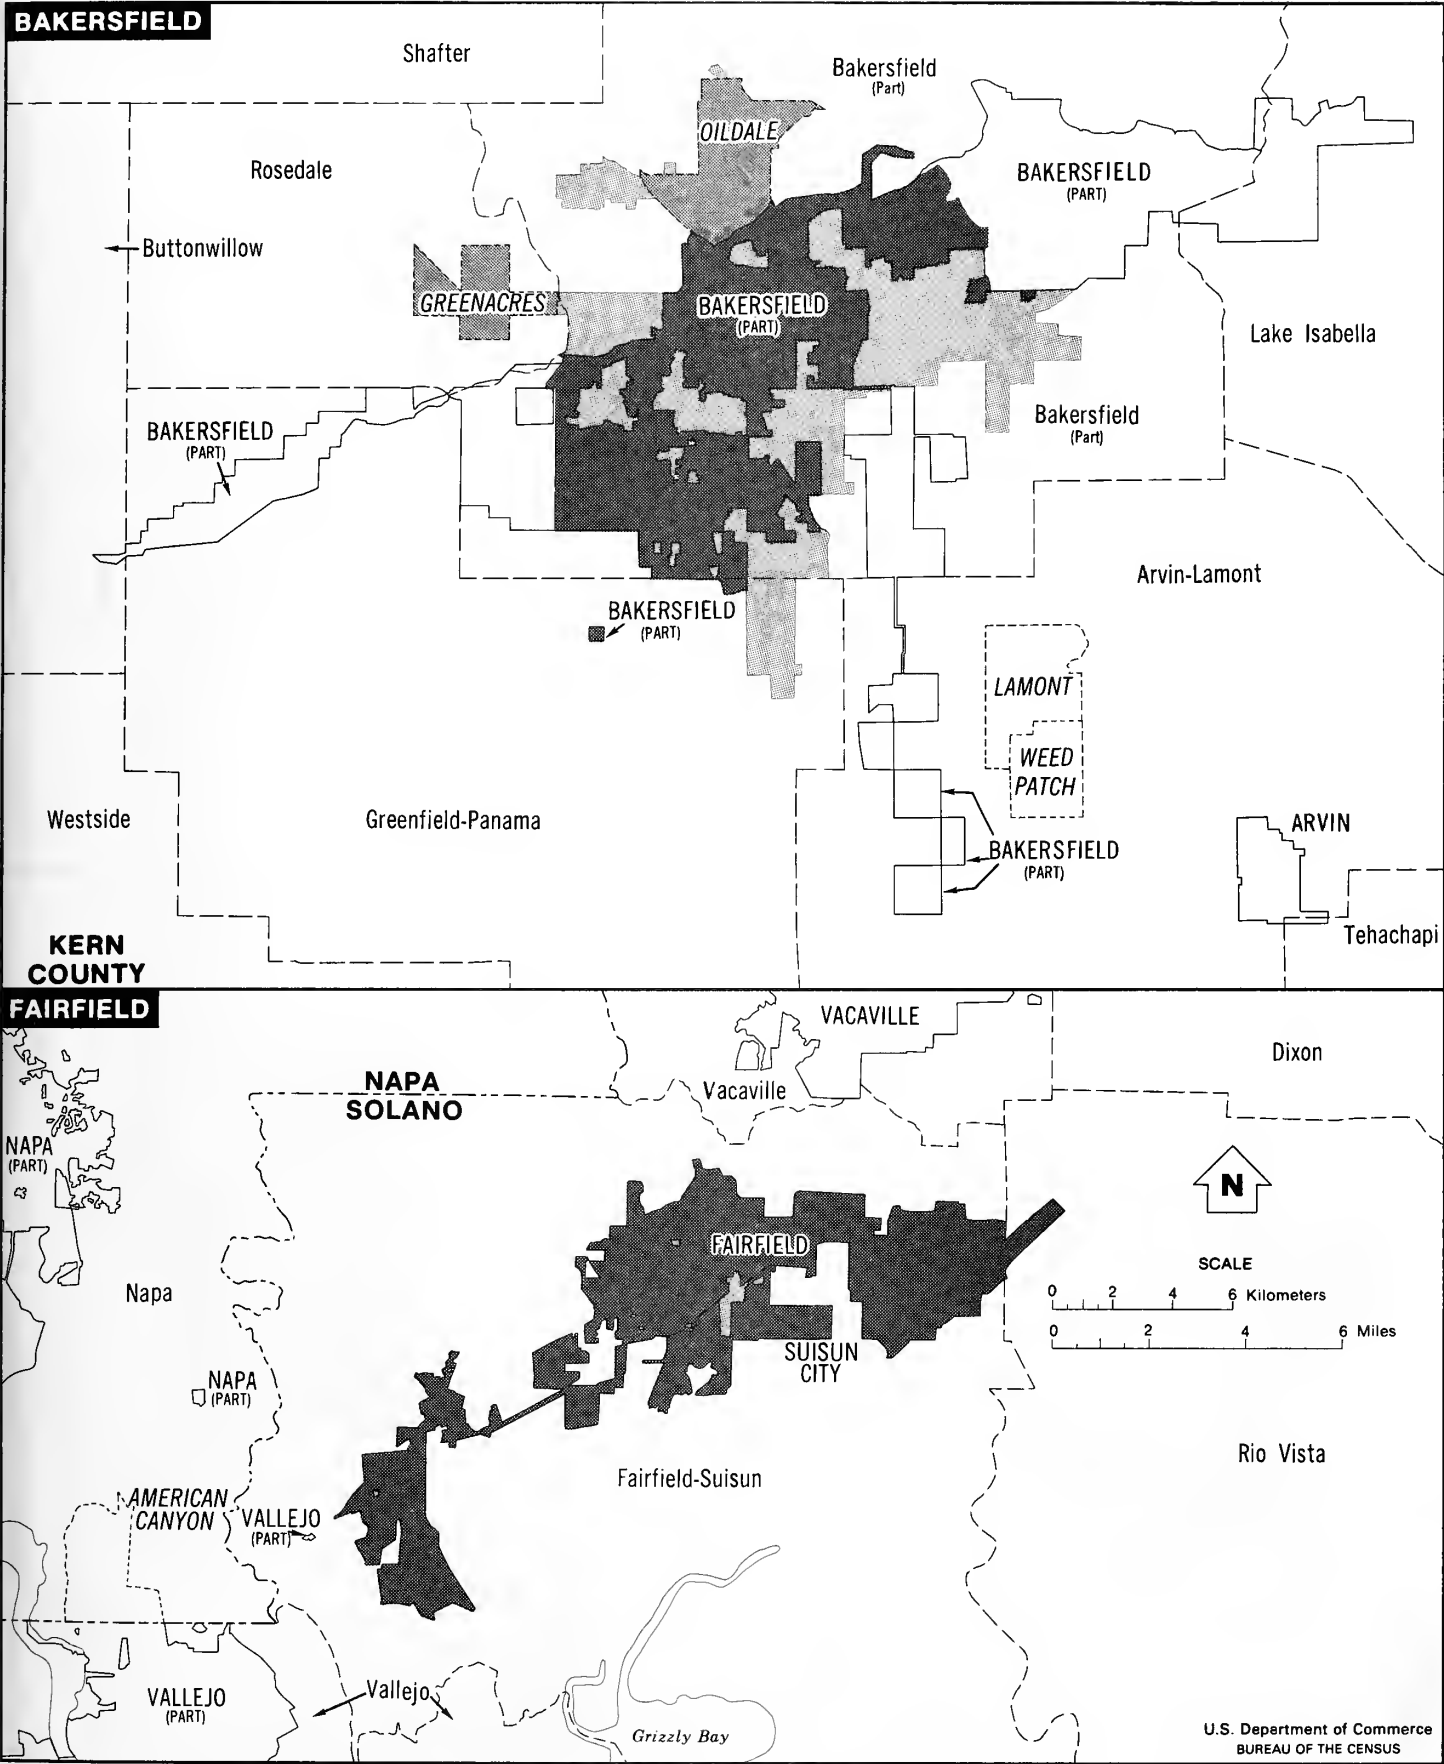 BAKERSFIELD
Shafter
Bakersfield
(Part)
OILDALE
Rosedale
BAKERSFIELD
(PART)
Buttonwillow
GREENACRES
BAKERSFIELD
(PART)
Lake Isabella
Bakersfield
(Part)
BAKERSFIELD
(PART)
Arvin-Lamont
BAKERSFIELD
(PART)
LAMONT
WEED
PATCH
Westside
Greenfield-Panama
ARVIN
BAKERSFIELD
(PART)
Tehachapi
KERN
COUNTY
FAIRFIELD
VACAVILLE
Dixon
NAPA
SOLANO
Vacaville
NAPA
(PART)
N
FAIRFIELD
SCALE
0 2 4 6 Kilometers
0 2 4 6 Miles
Napa
SUISUN
CITY
NAPA
(PART)
Rio Vista
Fairfield-Suisun
AMERICAN
CANYON
VALLEJO
(PART)
Vallejo
VALLEJO
(PART)
Grizzly Bay
U.S. Department of Commerce
BUREAU OF THE CENSUS